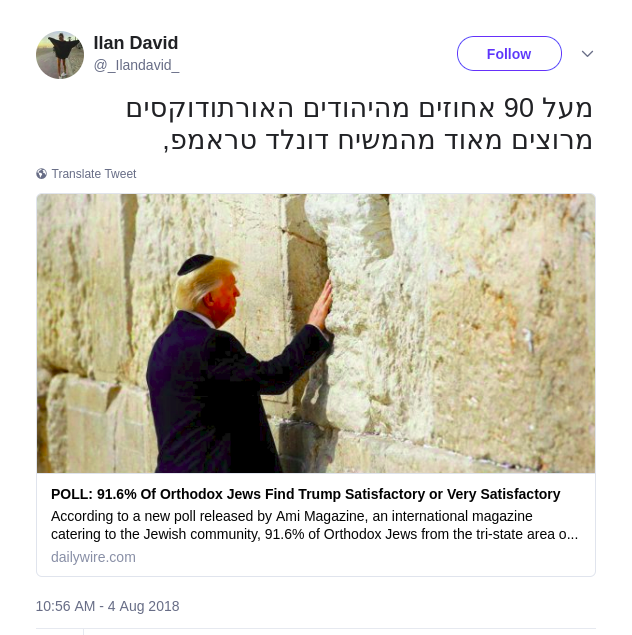 Ilan David
@_Ilandavid_
Follow
מעל 90 אחוזים מהיהודים האורתודוקסים
מרוצים מאוד מהמשיח דונלד טראמפ,
Translate Tweet
POLL: 91.6% Of Orthodox Jews Find Trump Satisfactory or Very Satisfactory
According to a new poll released by Ami Magazine, an international magazine
catering to the Jewish community, 91.6% of Orthodox Jews from the tri-state area o...
dailywire.com
10:56 AM - 4 Aug 2018